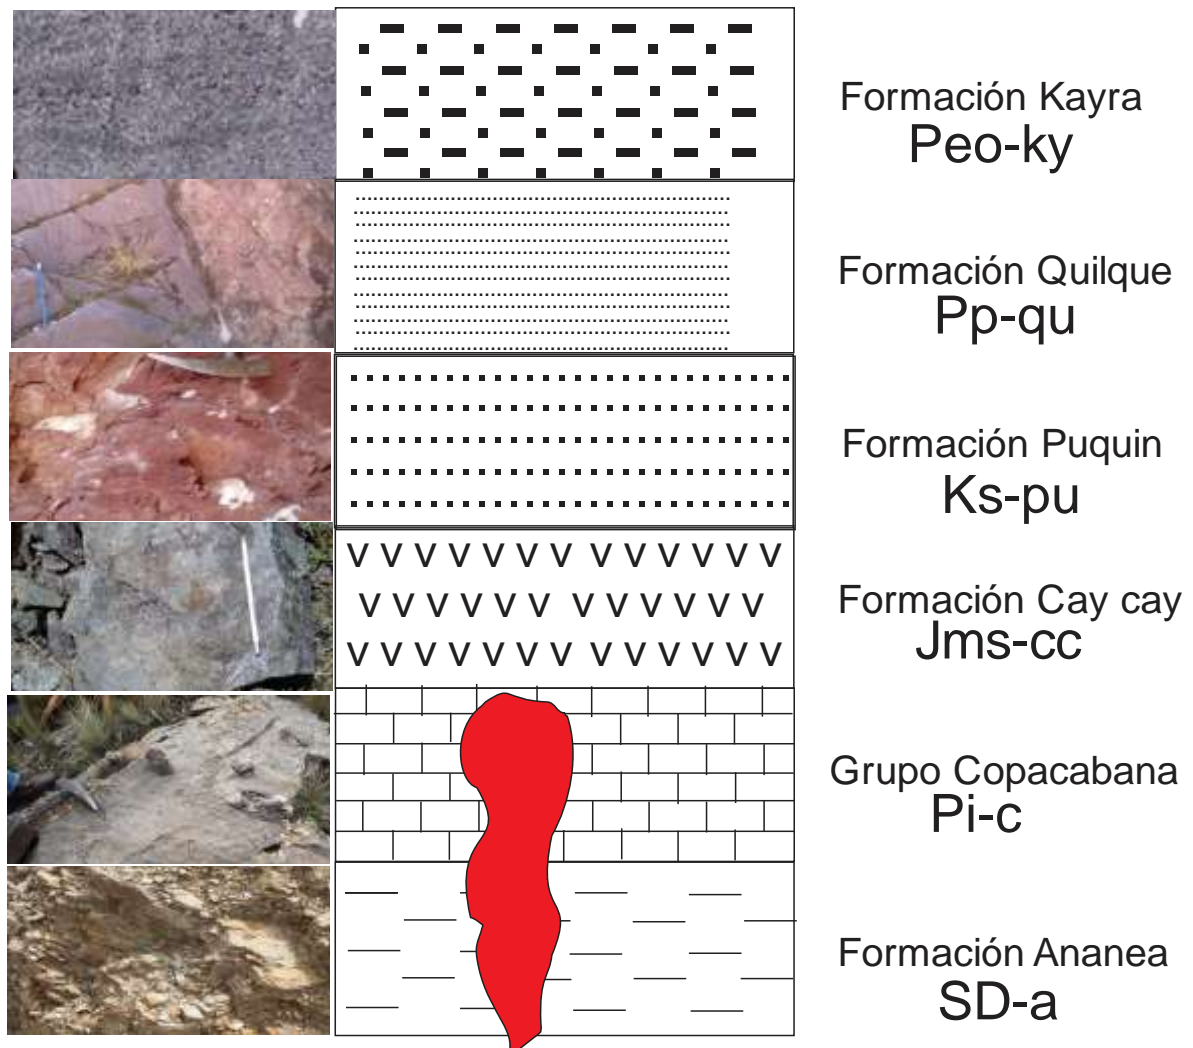 Formación Kayra
Peo-ky
Formación Quilque
Pp-qu
Formación Puquin
Ks-pu
Formación Cay cay
Jms-cc
Grupo Copacabana
Pi-c
Formación Ananea
SD-a